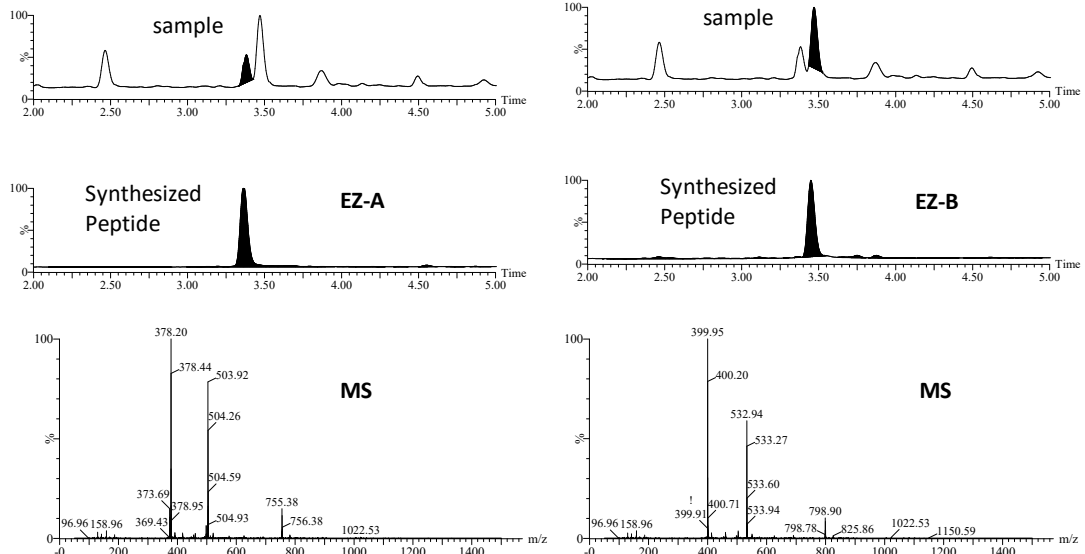 sample
100
%
0
2.00 2.50 3.00 3.50 4.00 4.50 5.00
Time
sample
100
%
0
2.00 2.50 3.00 3.50 4.00 4.50 5.00
Time
Synthesized
Peptide
EZ-A
100
%
0
2.00 2.50 3.00 3.50 4.00 4.50 5.00
Time
Synthesized
Peptide
EZ-B
100
%
0
2.00 2.50 3.00 3.50 4.00 4.50 5.00
Time
MS
100
%
378.20
378.44
503.92
504.26
504.59
373.69
378.95
369.43
504.93
755.38
756.38
96.96
158.96
1022.53
-0 200 400 600 800 1000 1200 1400
m/z
MS
100
%
399.95
400.20
532.94
533.27
533.60
!
399.91
400.71
533.94
798.90
798.78
825.86
96.96
158.96
1022.53
1150.59
-0 200 400 600 800 1000 1200 1400
m/z